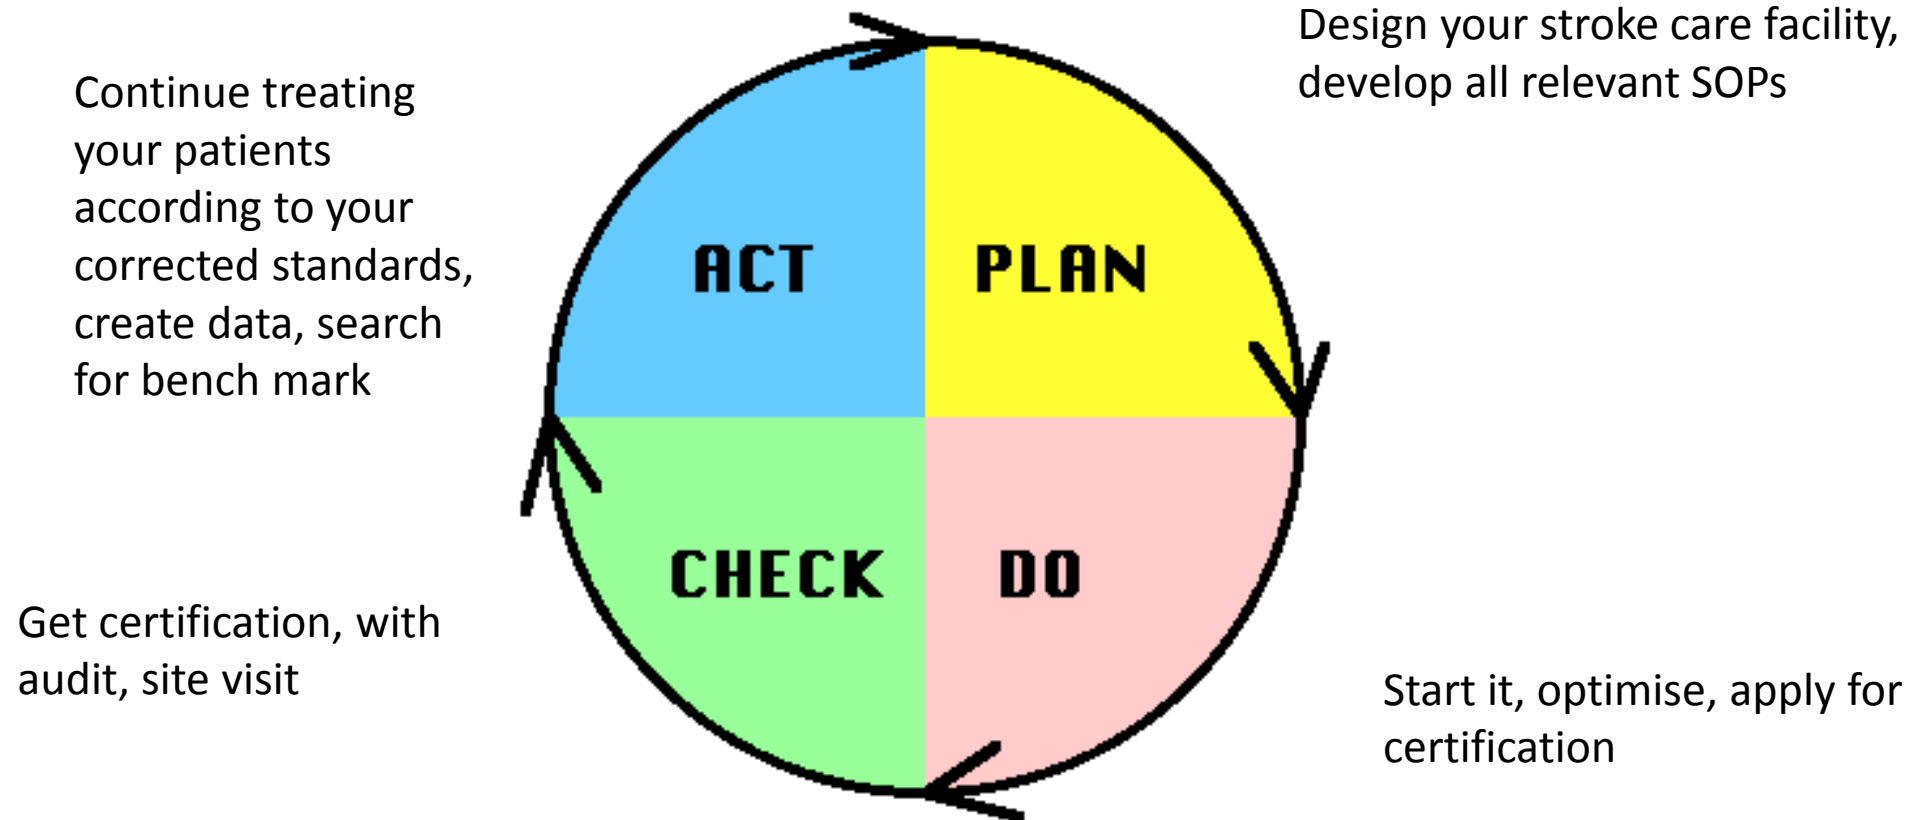 Design your stroke care facility,
develop all relevant SOPs
Continue treating
your patients
according to your
corrected standards,
create data, search
for bench mark
ACT
PLAN
CHECK
DO
Get certification, with
audit, site visit
Start it, optimise, apply for
certification